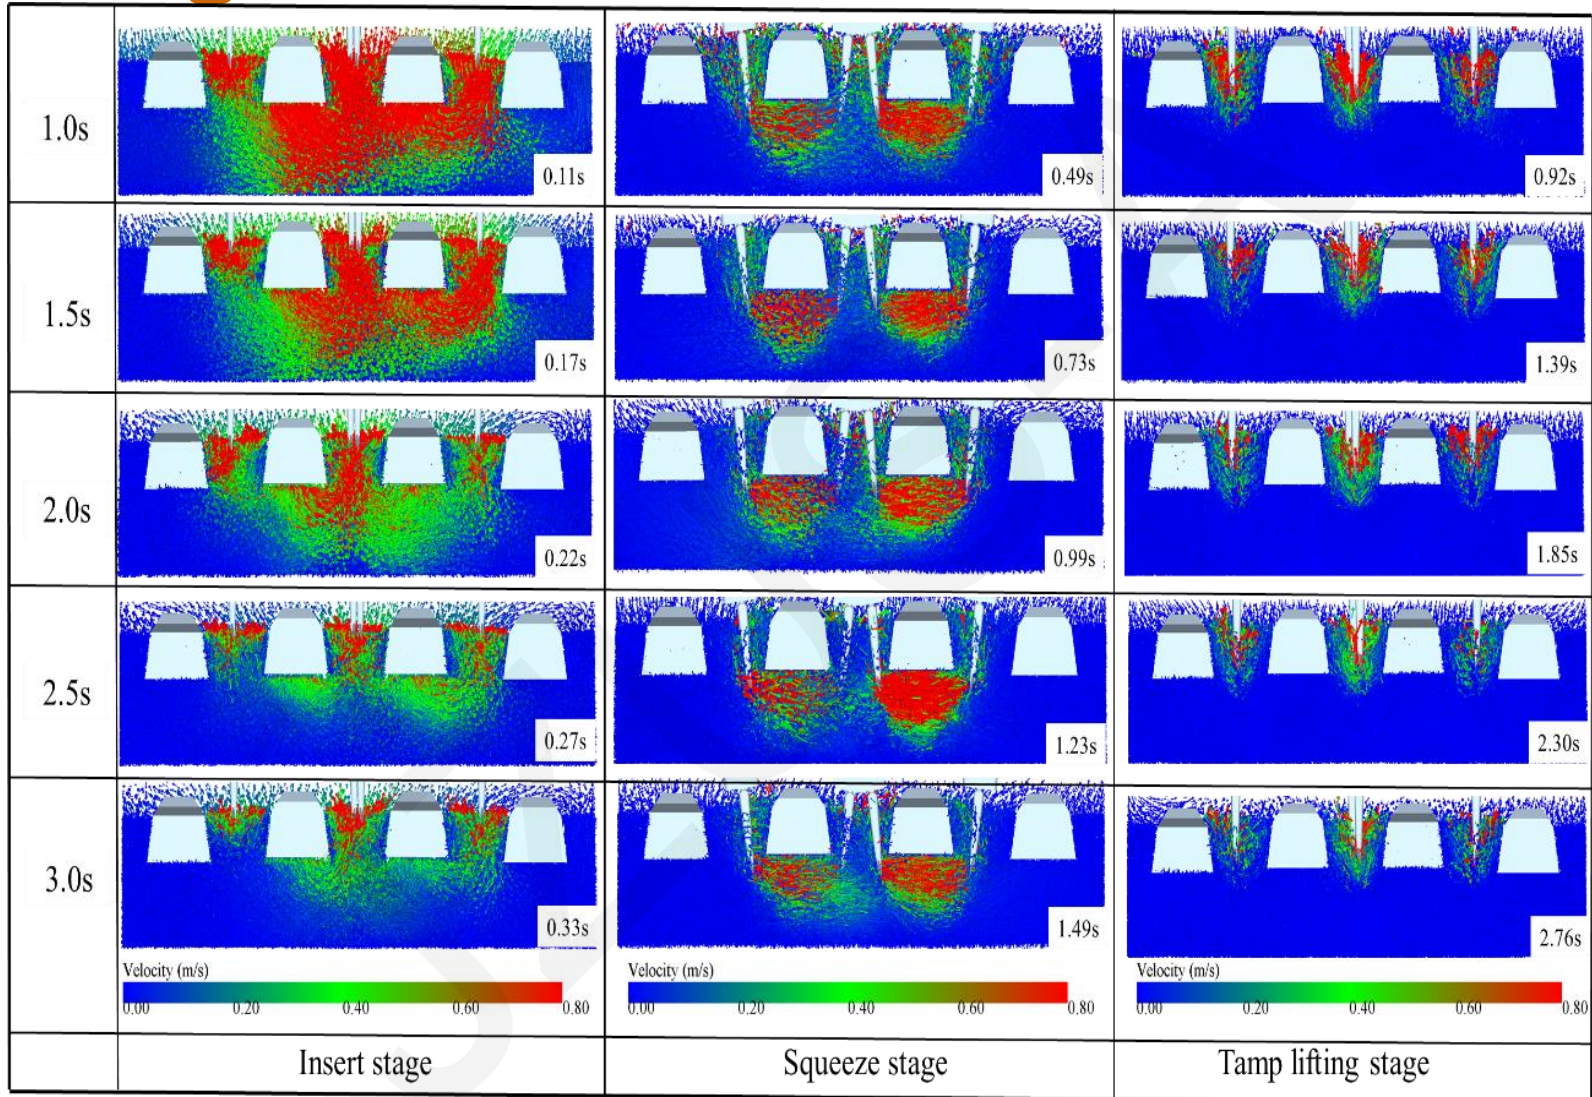 1.0s
0.11s
0.49s
0.92s
1.5s
0.17s
0.73s
1.39s
2.0s
0.22s
0.99s
1.85s
2.5s
0.27s
1.23s
2.30s
3.0s
0.33s
1.49s
2.76s
Velocity (m/s)
0.00 0.20 0.40 0.60 0.80
Velocity (m/s)
0.00 0.20 0.40 0.60 0.80
Velocity (m/s)
0.00 0.20 0.40 0.60 0.80
Insert stage
Squeeze stage
Tamp lifting stage